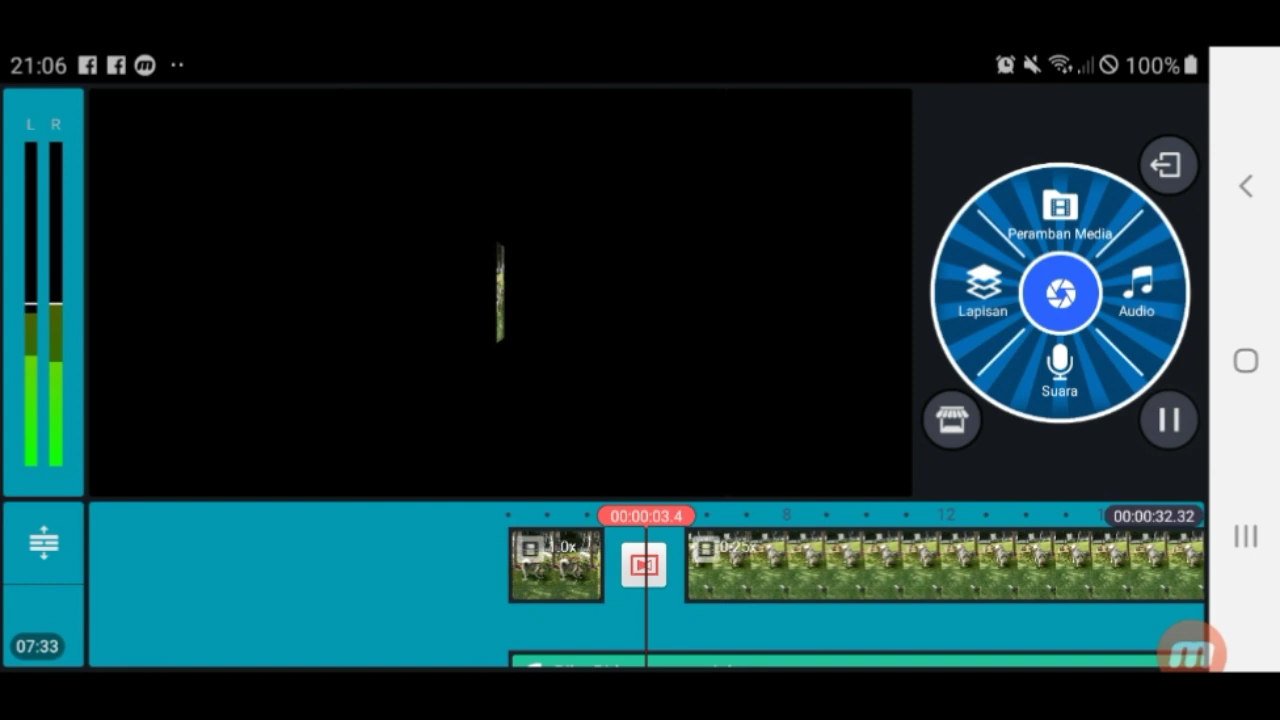 21:06
100%
L R
Peramban Media
Lapisan
Audio
Suara
00:00:03.4
8
12
00:00:32.32
1.0x
0.25x
07:33